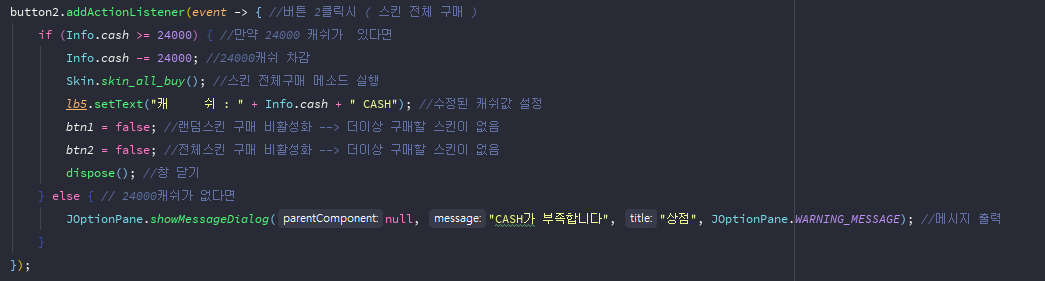 button2.addActionListener(event -> { //버튼 2클릭시 ( 스킨 전체 구매 )
if (Info.cash >= 24000) { //만약 24000 캐쉬가  있다면
Info.cash -= 24000; //24000캐쉬 차감
Skin.skin_all_buy(); //스킨 전체구매 메소드 실행
lb5.setText("캐     쉬 : " + Info.cash + " CASH"); //수정된 캐쉬값 설정
btn1 = false; //랜덤스킨 구매 비활성화 --> 더이상 구매할 스킨이 없음
btn2 = false; //전체스킨 구매 비활성화 --> 더이상 구매할 스킨이 없음
dispose(); //창 닫기
} else { // 24000캐쉬가 없다면
JOptionPane.showMessageDialog( parentComponent: null, message: "CASH가 부족합니다", title: "상점", JOptionPane.WARNING_MESSAGE); //메시지 출력
}
});